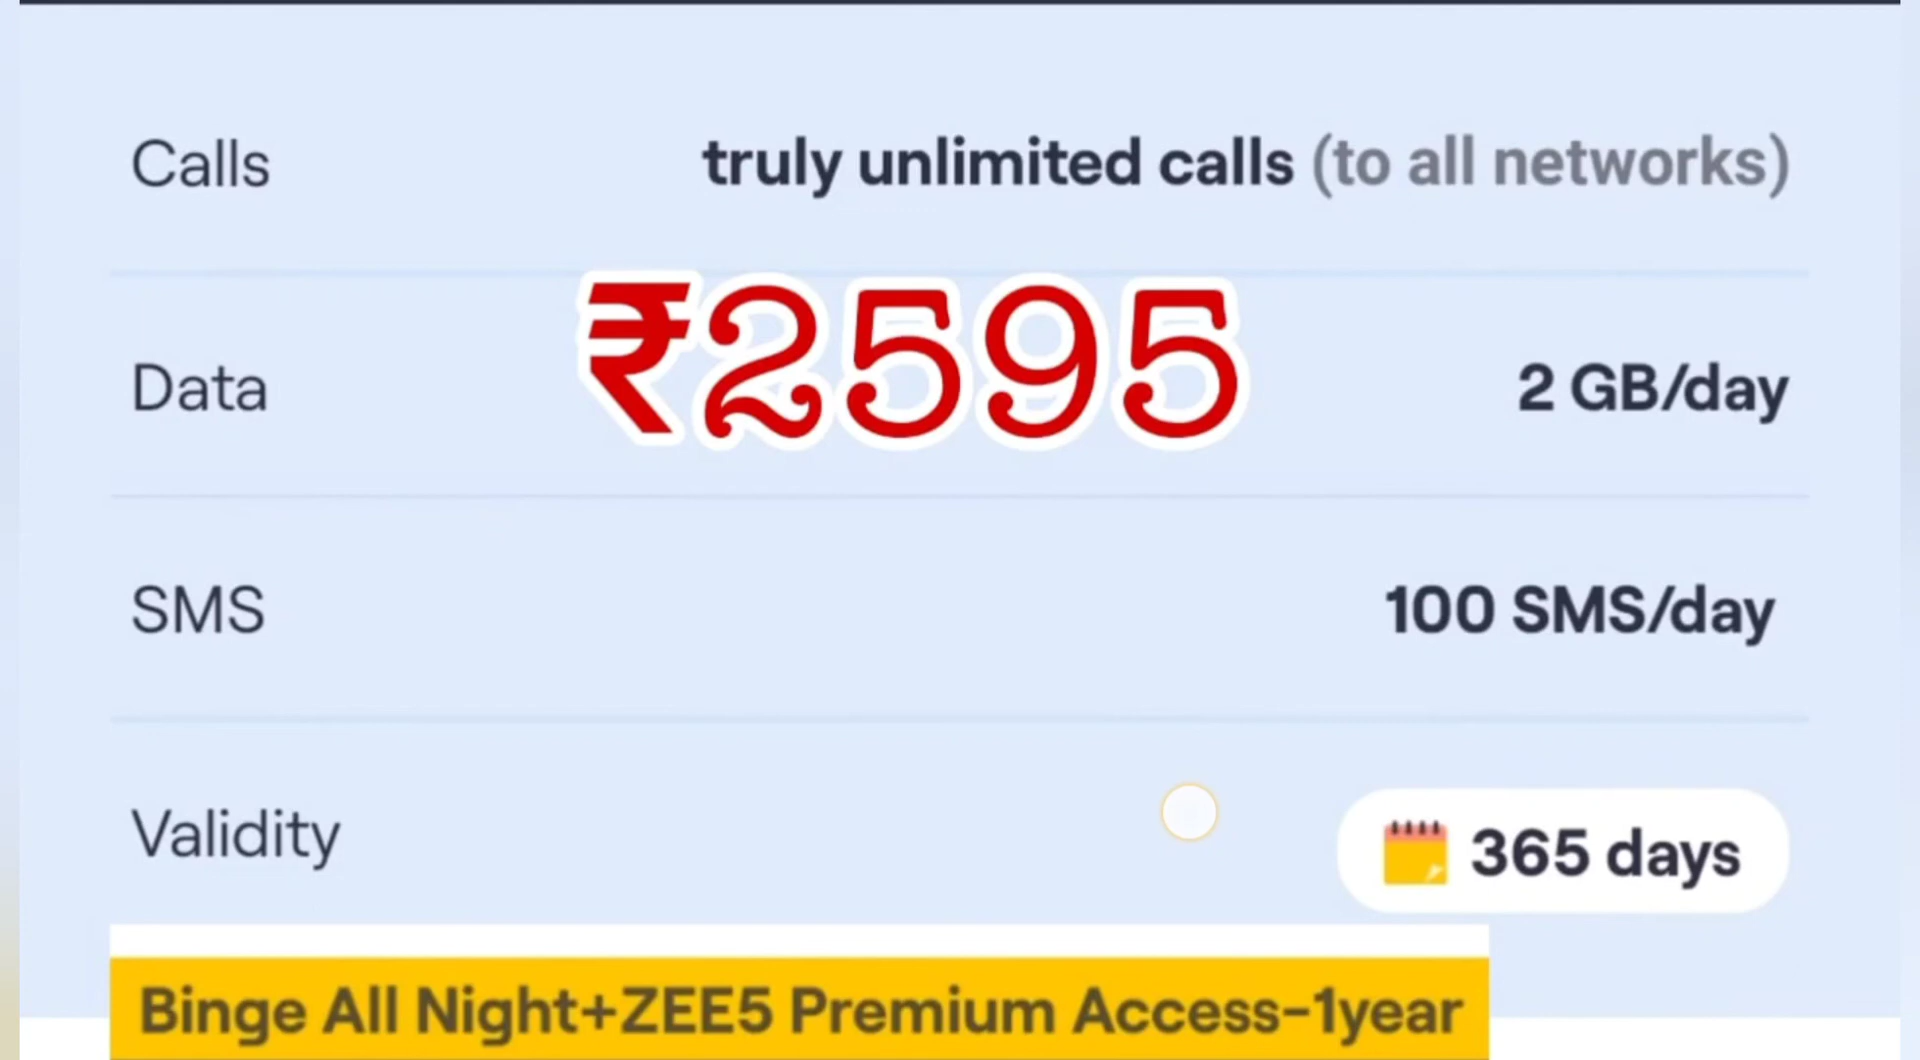 Calls truly unlimited calls (to all networks)
₹2595
Data 2 GB/day
SMS 100 SMS/day
Validity 365 days
Binge All Night+ZEE5 Premium Access-1year